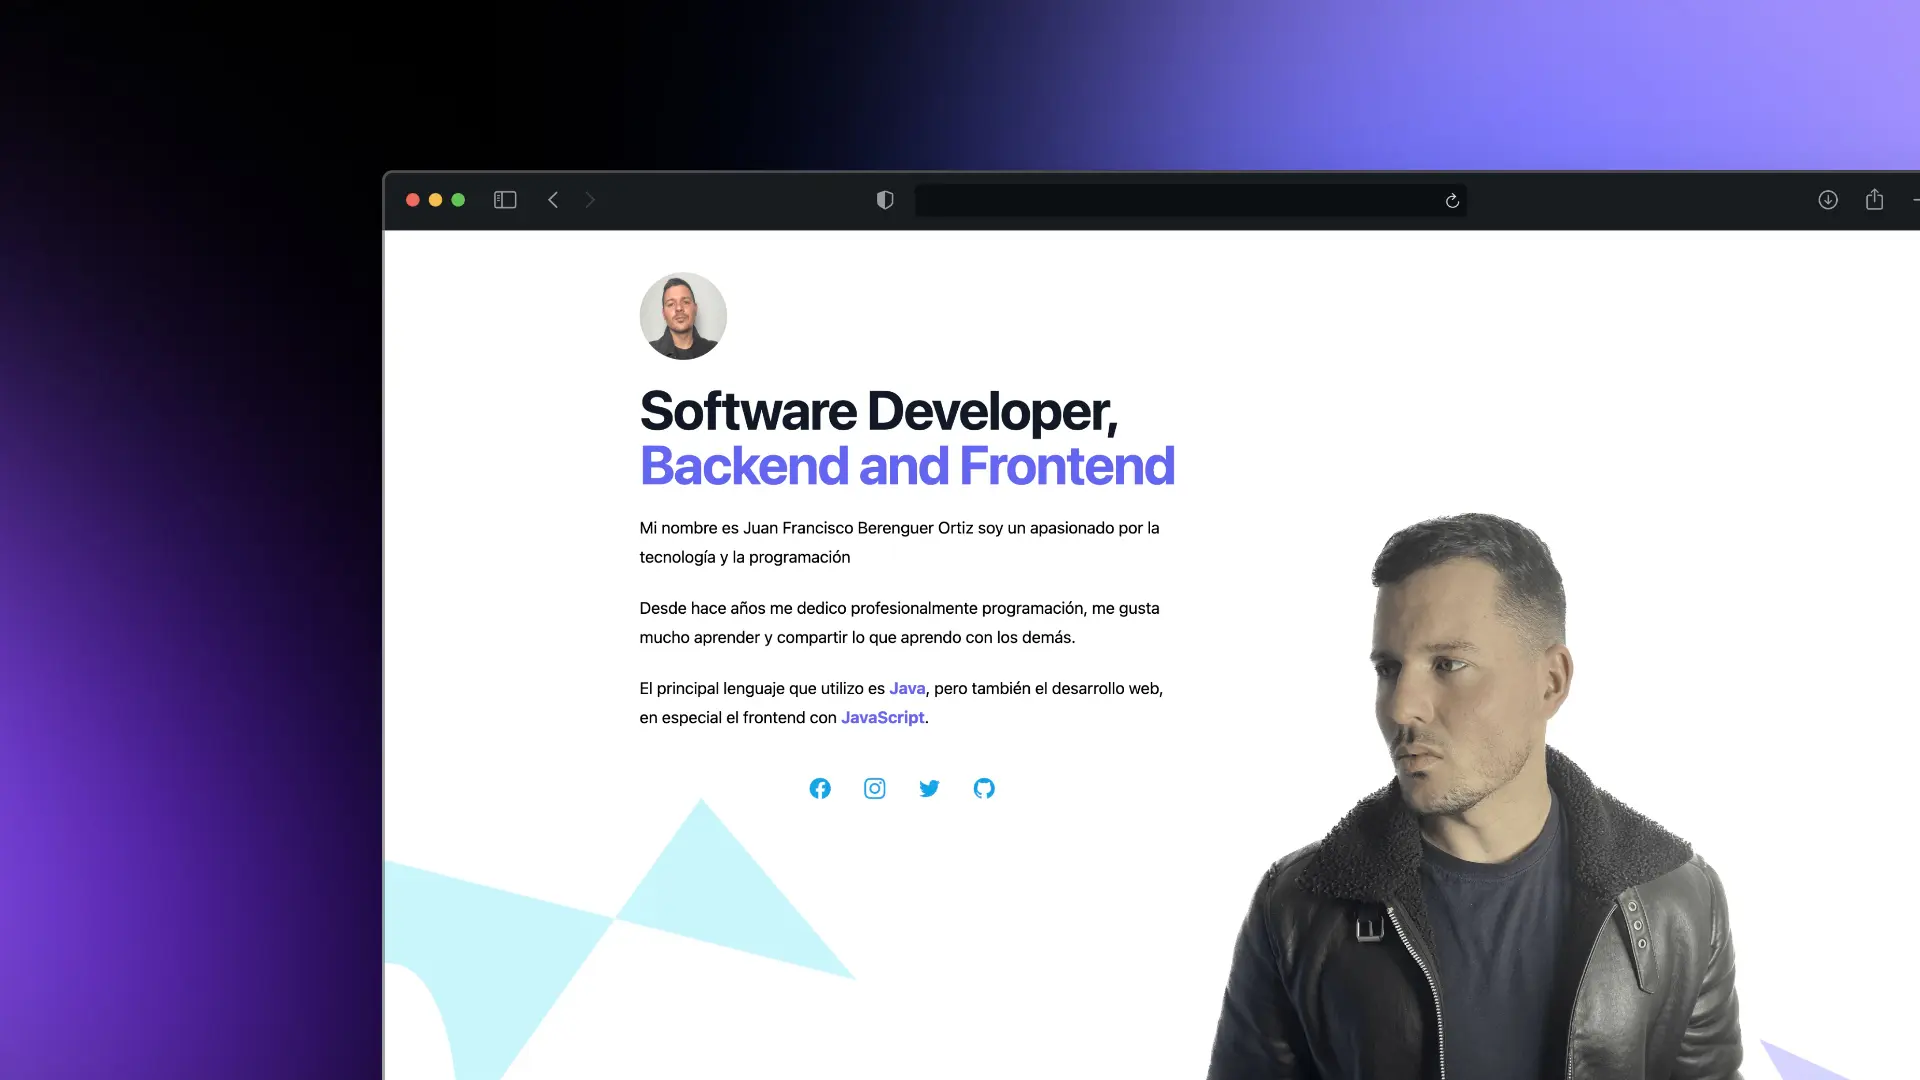 Software Developer,
Backend and Frontend
Mi nombre es Juan Francisco Berenguer Ortiz soy un apasionado por la
tecnología y la programación
Desde hace años me dedico profesionalmente programación, me gusta
mucho aprender y compartir lo que aprendo con los demás.
El principal lenguaje que utilizo es Java, pero también el desarrollo web,
en especial el frontend con JavaScript.